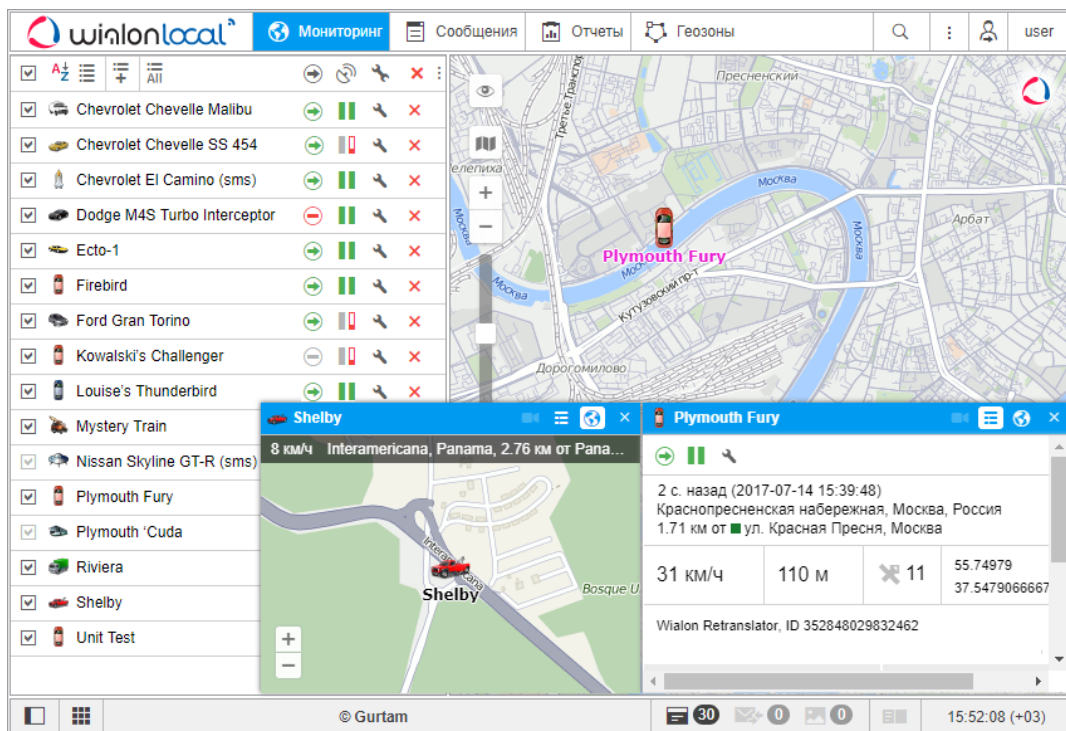 wialonlocal
Мониторинг
Сообщения
Отчеты
Геозоны
user
AZ
All
Chevrolet Chevelle Malibu
Chevrolet Chevelle SS 454
Chevrolet El Camino (sms)
Dodge M4S Turbo Interceptor
Ecto-1
Firebird
Ford Gran Torino
Kowalski's Challenger
Louise's Thunderbird
Mystery Train
Nissan Skyline GT-R (sms)
Plymouth Fury
Plymouth ‘Cuda
Riviera
Shelby
Unit Test
Пресненский
Третье Транспо
елепиха
Москва
Москва
Москва
Москва
Арбат
Plymouth Fury
Кутузовский пр-т
Дорогомилово
Shelby
8 км/ч Interamericana, Panama, 2.76 км от Pana...
Interamericana
Shelby
Bosque U
Plymouth Fury
2 с. назад (2017-07-14 15:39:48)
Краснопресненская набережная, Москва, Россия
1.71 км от ул. Красная Пресня, Москва
31 км/ч
110 м
11
55.74979
37.5479066667
Wialon Retranslator, ID 352848029832462
© Gurtam
30
0
0
15:52:08 (+03)